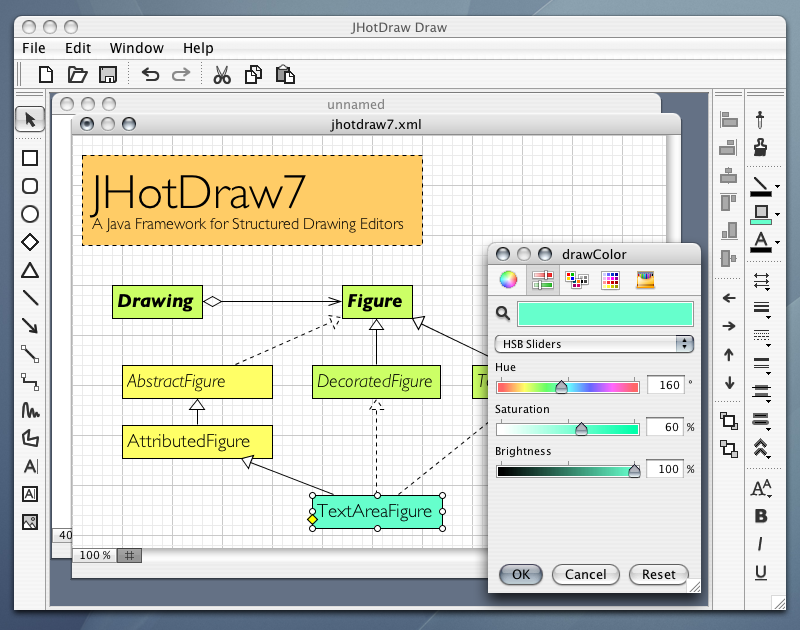 JHotDraw Draw
File Edit Window Help
unnamed
jhotdraw7.xml
JHotDraw7
A Java Framework for Structured Drawing Editors
Drawing
Figure
AbstractFigure
DecoratedFigure
AttributedFigure
TextAreaFigure
40
100 %
drawColor
HSB Sliders
Hue
160 °
Saturation
60 %
Brightness
100 %
OK
Cancel
Reset
A
A
A
AA
B
I
U